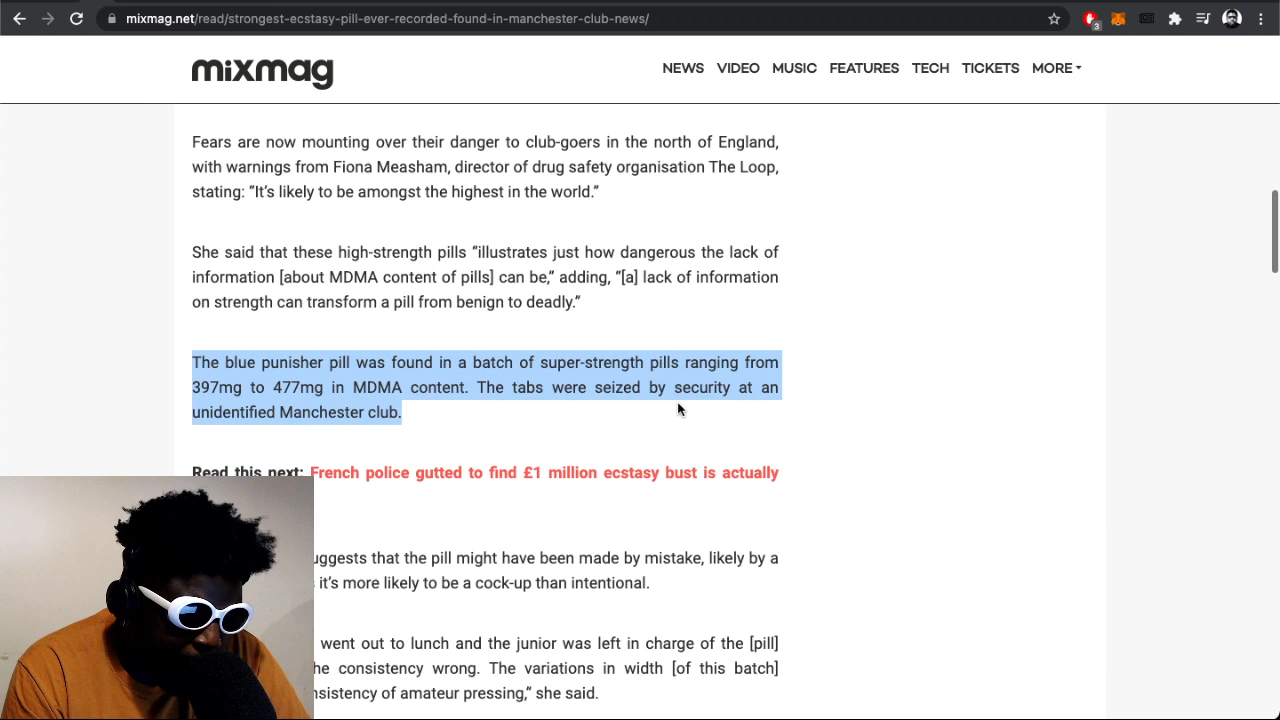 mixmag.net/read/strongest-ecstasy-pill-ever-recorded-found-in-manchester-club-news/
3
mixmag
NEWS VIDEO MUSIC FEATURES TECH TICKETS MORE
Fears are now mounting over their danger to club-goers in the north of England,
with warnings from Fiona Measham, director of drug safety organisation The Loop,
stating: “It’s likely to be amongst the highest in the world.”
She said that these high-strength pills “illustrates just how dangerous the lack of
information [about MDMA content of pills] can be,” adding, “[a] lack of information
on strength can transform a pill from benign to deadly.”
The blue punisher pill was found in a batch of super-strength pills ranging from
397mg to 477mg in MDMA content. The tabs were seized by security at an
unidentified Manchester club.
Read this next: French police gutted to find £1 million ecstasy bust is actually
that the pill might have been made by mistake, likely by a
it’s more likely to be a cock-up than intentional.
went out to lunch and the junior was left in charge of the [pill]
consistency wrong. The variations in width [of this batch]
of amateur pressing,” she said.